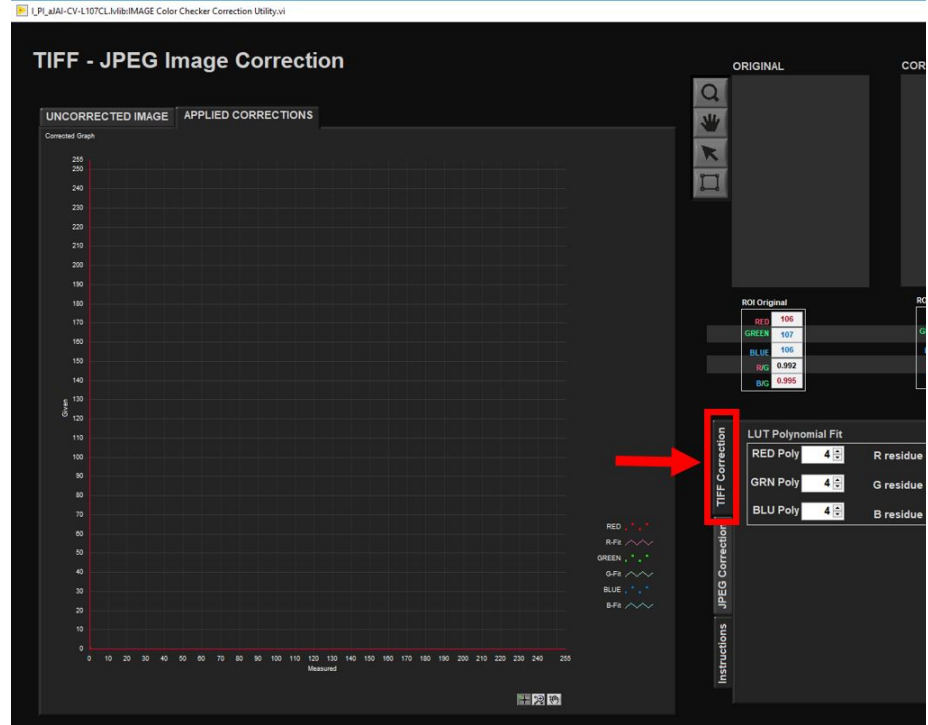 I_PI_aJAI-CV-L107CL.lvlib:IMAGE Color Checker Correction Utility.vi
TIFF - JPEG Image Correction
ORIGINAL
COR
UNCORRECTED IMAGE
APPLIED CORRECTIONS
Corrected Graph
255
250
240
230
220
210
200
190
180
170
160
150
140
130
120
110
100
90
80
70
60
50
40
30
20
10
0
Given
0 10 20 30 40 50 60 70 80 90 100 110 120 130 140 150 160 170 180 190 200 210 220 230 240 255
Measured
RED
R-Fit
GREEN
G-Fit
BLUE
B-Fit
ROI Original
RED 106
GREEN 107
BLUE 106
R/G 0.992
B/G 0.995
RO
G
TIFF Correction
JPEG Correction
Instructions
LUT Polynomial Fit
RED Poly 4 R residue
GRN Poly 4 G residue
BLU Poly 4 B residue